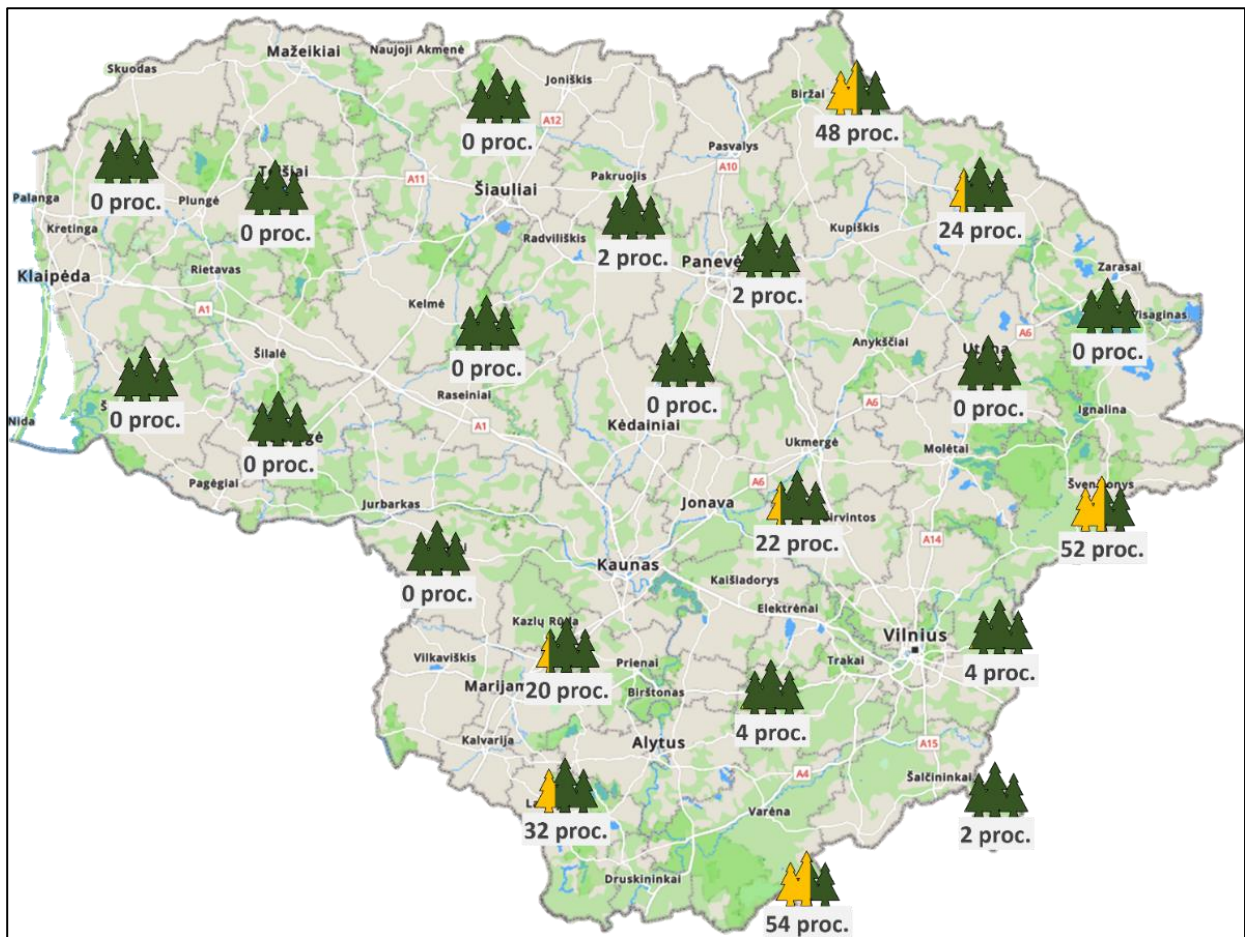 Mažeikiai
Naujoji Akmenė
Skuodas
Joniškis
Biržai
A12
0 proc.
48 proc.
Pasvalys
A10
0 proc.
Pakruojis
A11
Šiauliai
Palanga
Plungė
24 proc.
Kretinga
0 proc.
Radviliškis
Kupiškis
2 proc.
Klaipėda
Rietavas
Zarasai
2 proc.
Kelmė
A1
Visaginas
A6
Anykščiai
Šilalė
0 proc.
0 proc.
Raseiniai
0 proc.
0 proc.
0 proc.
A6
Ignalina
Nida
A1
Kėdainiai
Ukmergė
Molėtai
0 proc.
Pagėgiai
A6
Jurbarkas
Jonava
A14
22 proc.
52 proc.
Kaunas
Kaišiadorys
0 proc.
Elektrėnai
Kazlų Rūda
Vilnius
Vilkaviškis
Prienai
Trakai
4 proc.
20 proc.
Birštonas
4 proc.
Kalvarija
Alytus
A15
A4
Šalčininkai
Varėna
32 proc.
2 proc.
Druskininkai
54 proc.